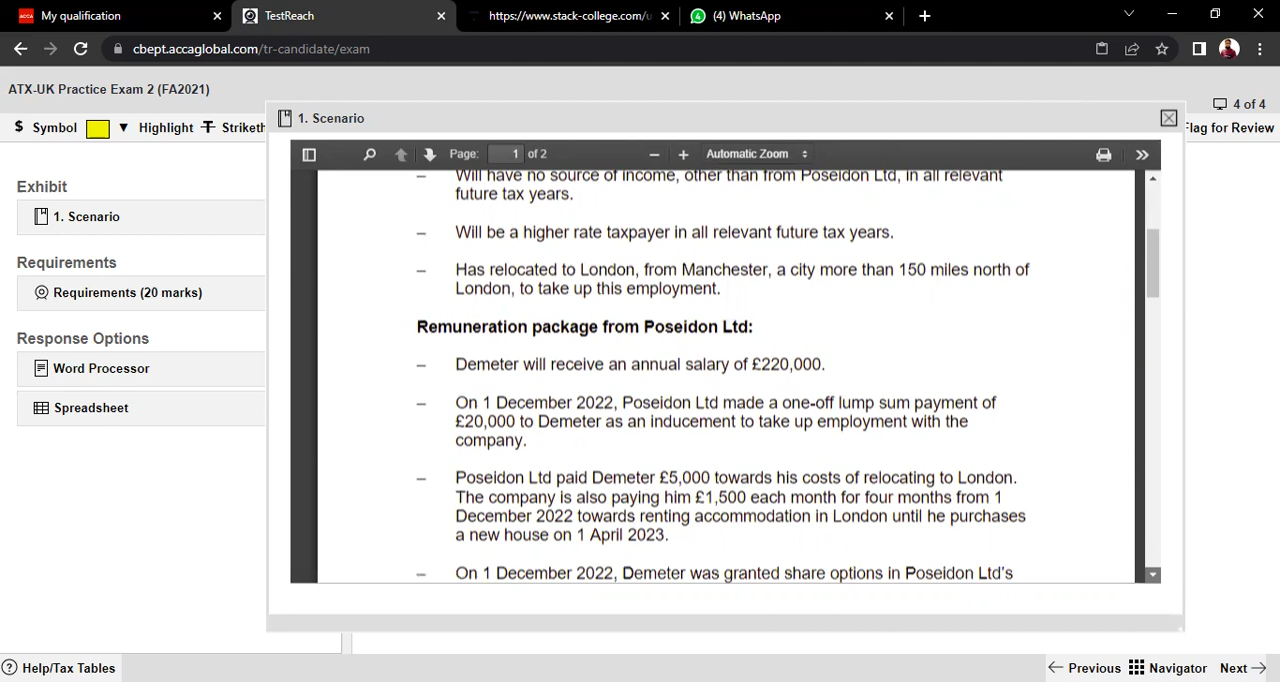 My qualification
TestReach
https://www.stack-college.com/u
(4) WhatsApp
cbept.accaglobal.com/tr-candidate/exam
ATX-UK Practice Exam 2 (FA2021)
4 of 4
$ Symbol
Highlight
Striketh
Flag for Review
1. Scenario
Page: 1 of 2
Automatic Zoom
Exhibit
1. Scenario
Requirements
Requirements (20 marks)
Response Options
Word Processor
Spreadsheet
– Will have no source of income, other than from Poseidon Ltd, in all relevant
future tax years.
– Will be a higher rate taxpayer in all relevant future tax years.
– Has relocated to London, from Manchester, a city more than 150 miles north of
London, to take up this employment.
Remuneration package from Poseidon Ltd:
– Demeter will receive an annual salary of £220,000.
– On 1 December 2022, Poseidon Ltd made a one-off lump sum payment of
£20,000 to Demeter as an inducement to take up employment with the
company.
– Poseidon Ltd paid Demeter £5,000 towards his costs of relocating to London.
The company is also paying him £1,500 each month for four months from 1
December 2022 towards renting accommodation in London until he purchases
a new house on 1 April 2023.
– On 1 December 2022, Demeter was granted share options in Poseidon Ltd's
Help/Tax Tables
Previous
Navigator
Next